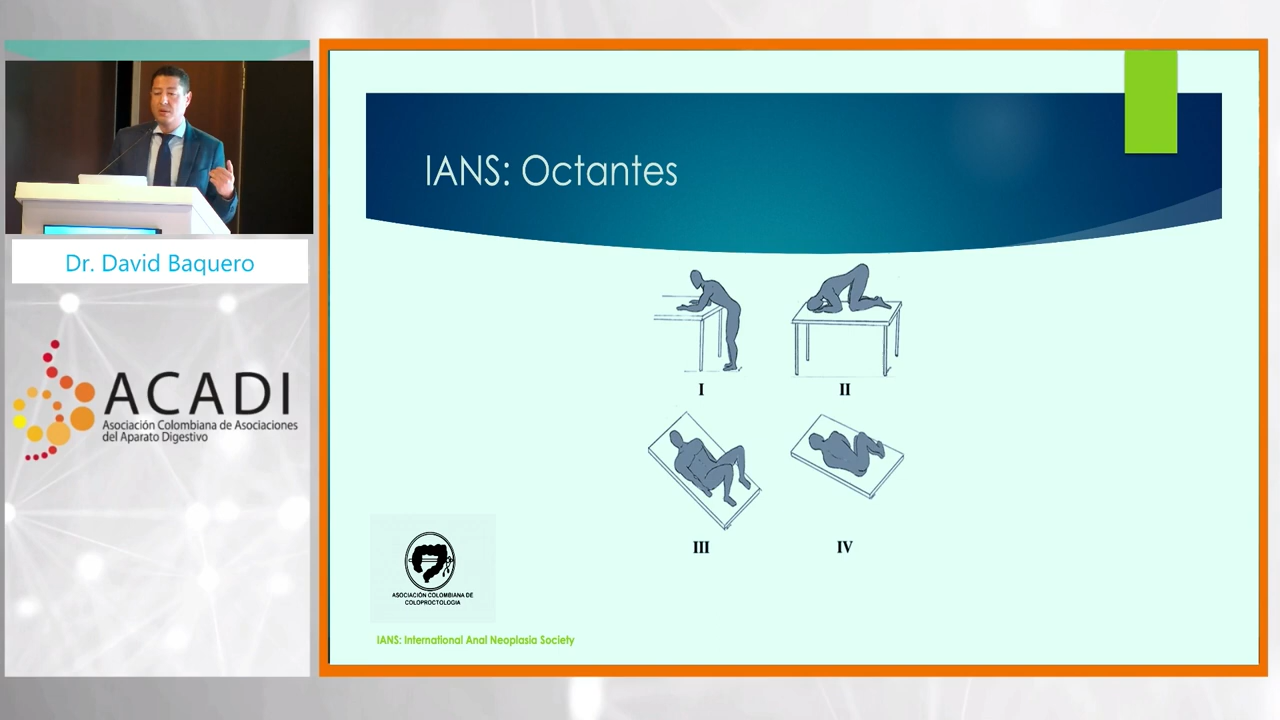 Dr. David Baquero
ACADI
Asociación Colombiana de Asociaciones
del Aparato Digestivo
IANS: Octantes
I
II
III
IV
ASOCIACIÓN COLOMBIANA DE
COLOPROCTOLOGIA
IANS: International Anal Neoplasia Society